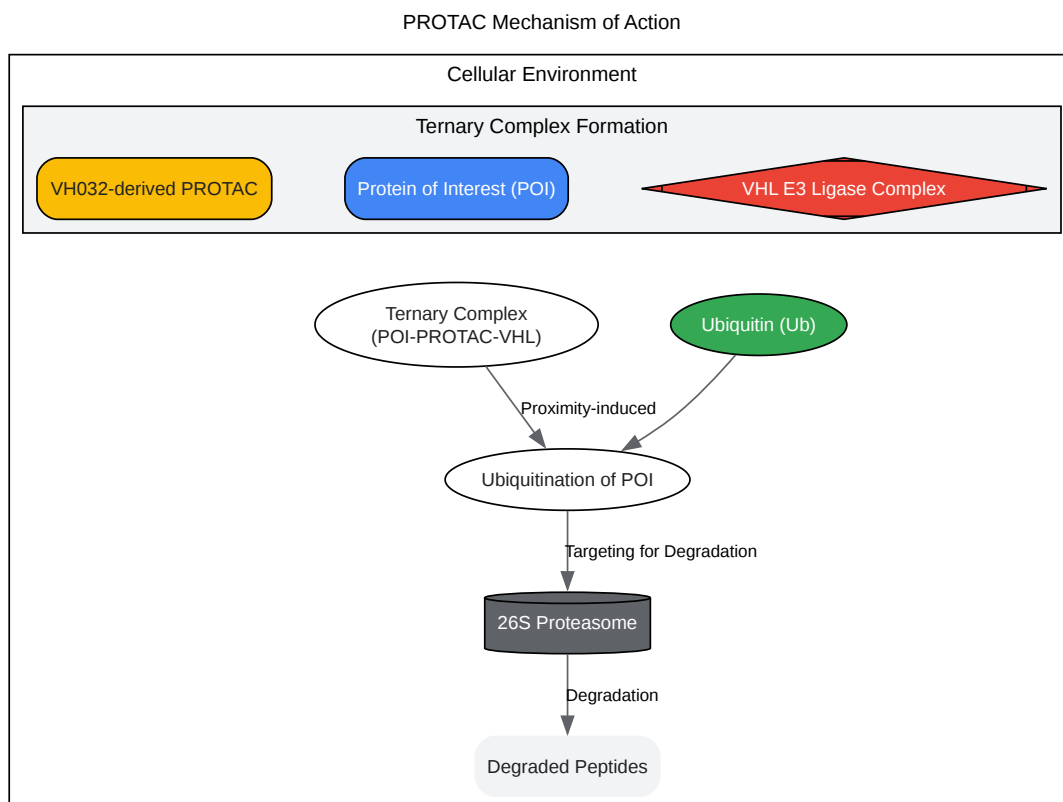 PROTAC Mechanism of Action
Cellular Environment
Ternary Complex Formation
VH032-derived PROTAC
Protein of Interest (POI)
VHL E3 Ligase Complex
Ternary Complex
(POI-PROTAC-VHL)
Ubiquitin (Ub)
Proximity-induced
Ubiquitination of POI
Targeting for Degradation
26S Proteasome
Degradation
Degraded Peptides